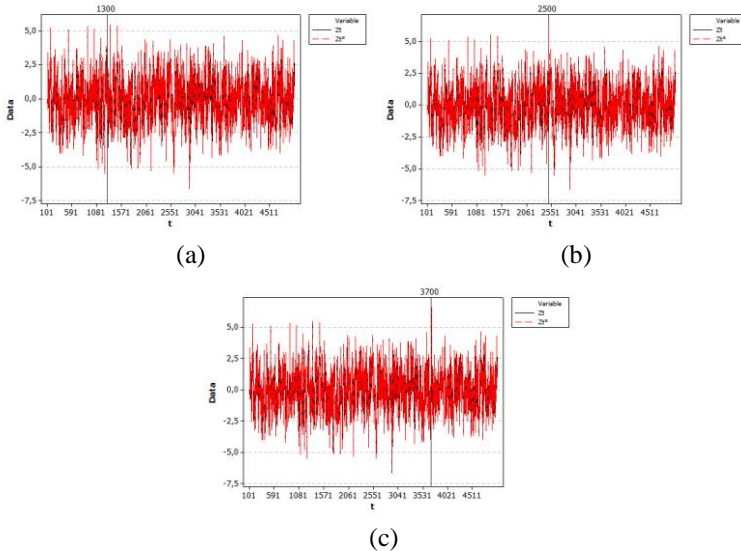 1300
Variable
Zt
Zt*
5,0
2,5
0,0
-2,5
-5,0
-7,5
Data
101 591 1081 1571 2061 2551 3041 3531 4021 4511
t
(a)
2500
Variable
Zt
Zt*
5,0
2,5
0,0
-2,5
-5,0
-7,5
Data
101 591 1081 1571 2061 2551 3041 3531 4021 4511
t
(b)
3700
Variable
Zt
Zt*
5,0
2,5
0,0
-2,5
-5,0
-7,5
Data
101 591 1081 1571 2061 2551 3041 3531 4021 4511
t
(c)